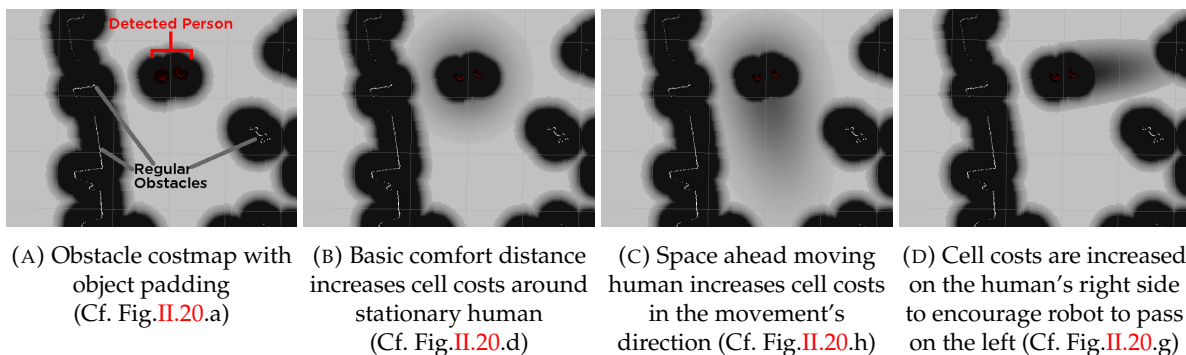 Detected Person
Regular
Obstacles
(A) Obstacle costmap with
object padding
(Cf. Fig.II.20.a)
(B) Basic comfort distance
increases cell costs around
stationary human
(Cf. Fig.II.20.d)
(C) Space ahead moving
human increases cell costs
in the movement's
direction (Cf. Fig.II.20.h)
(D) Cell costs are increased
on the human's right side
to encourage robot to pass
on the left (Cf. Fig.II.20.g)